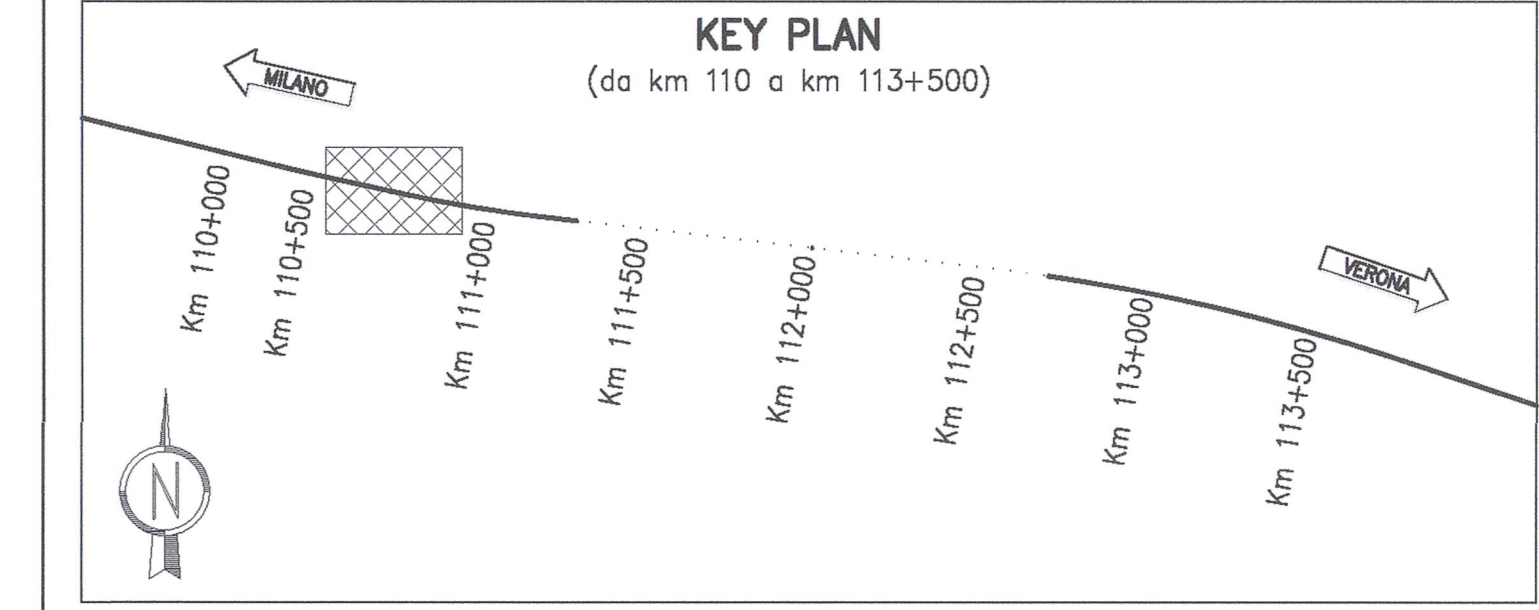 KEY PLAN
(da km 110 a km 113+500)
MILANO
VERONA
Km 110+000
Km 110+500
Km 111+000
Km 111+500
Km 112+000
Km 112+500
Km 113+000
Km 113+500
N